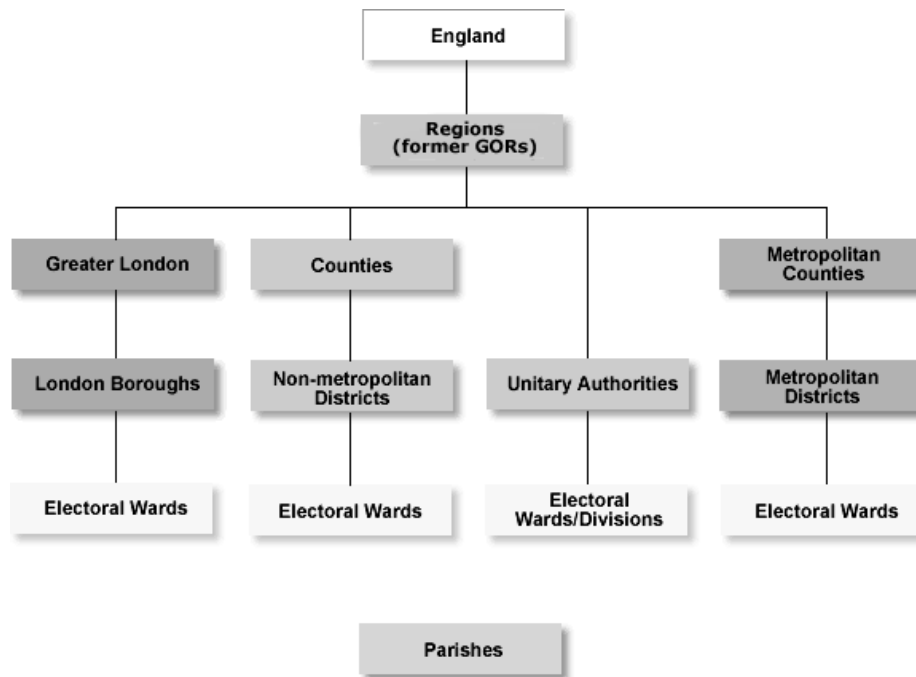 England
Regions
(former GORs)
Greater London
Counties
Metropolitan
Counties
London Boroughs
Non-metropolitan
Districts
Unitary Authorities
Metropolitan
Districts
Electoral Wards
Electoral Wards
Electoral
Wards/Divisions
Electoral Wards
Parishes